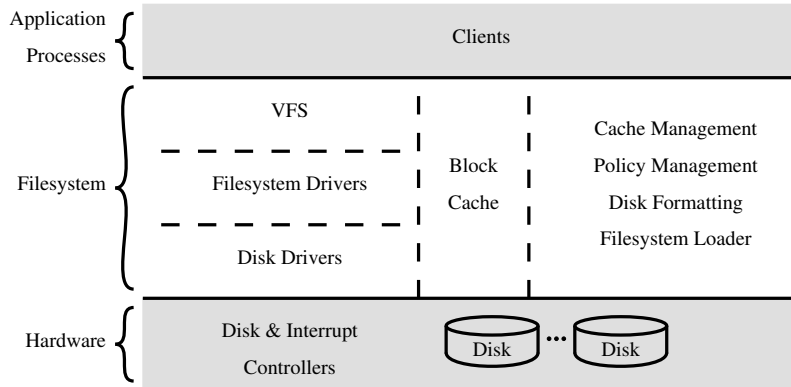 Application
Processes
Clients
Filesystem
VFS
Filesystem Drivers
Disk Drivers
Block
Cache
Cache Management
Policy Management
Disk Formatting
Filesystem Loader
Hardware
Disk & Interrupt
Controllers
Disk
Disk